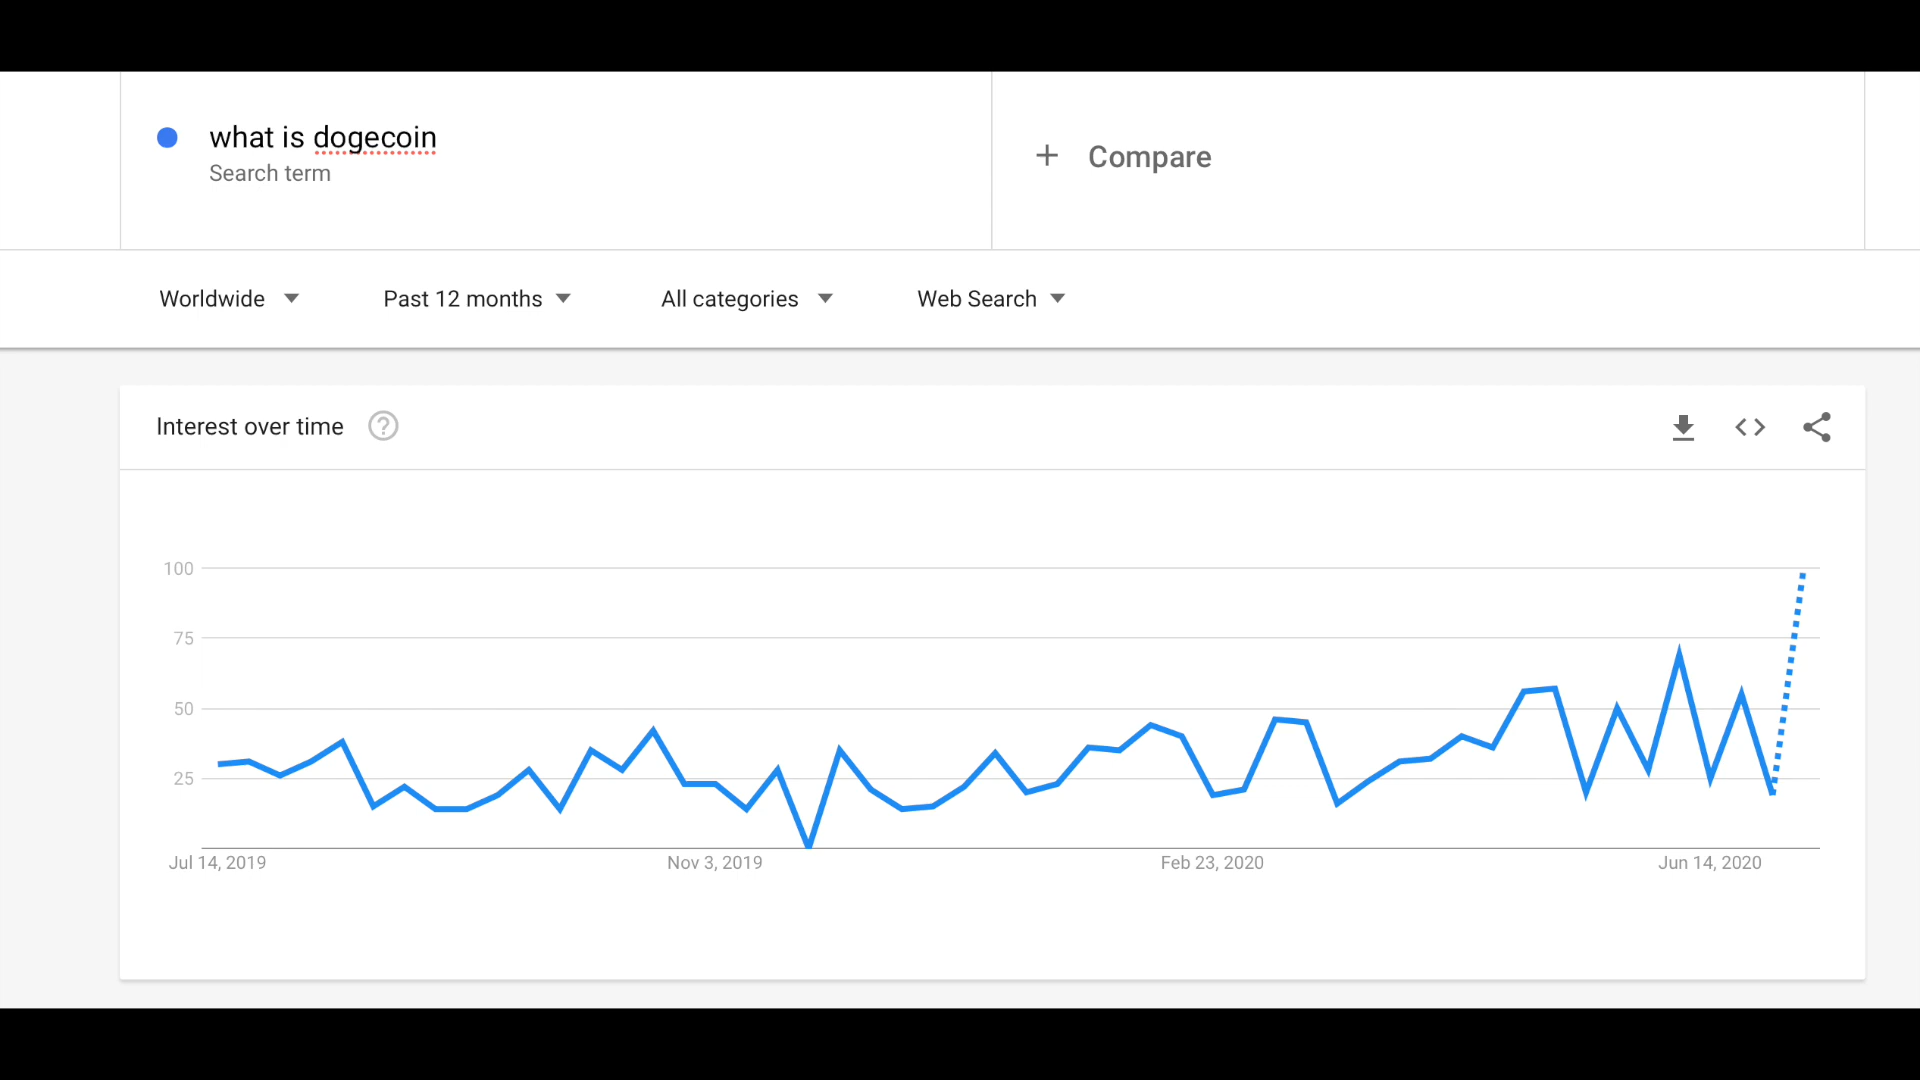 what is dogecoin
Search term
+ Compare
Worldwide
Past 12 months
All categories
Web Search
Interest over time ?
100
75
50
25
Jul 14, 2019
Nov 3, 2019
Feb 23, 2020
Jun 14, 2020